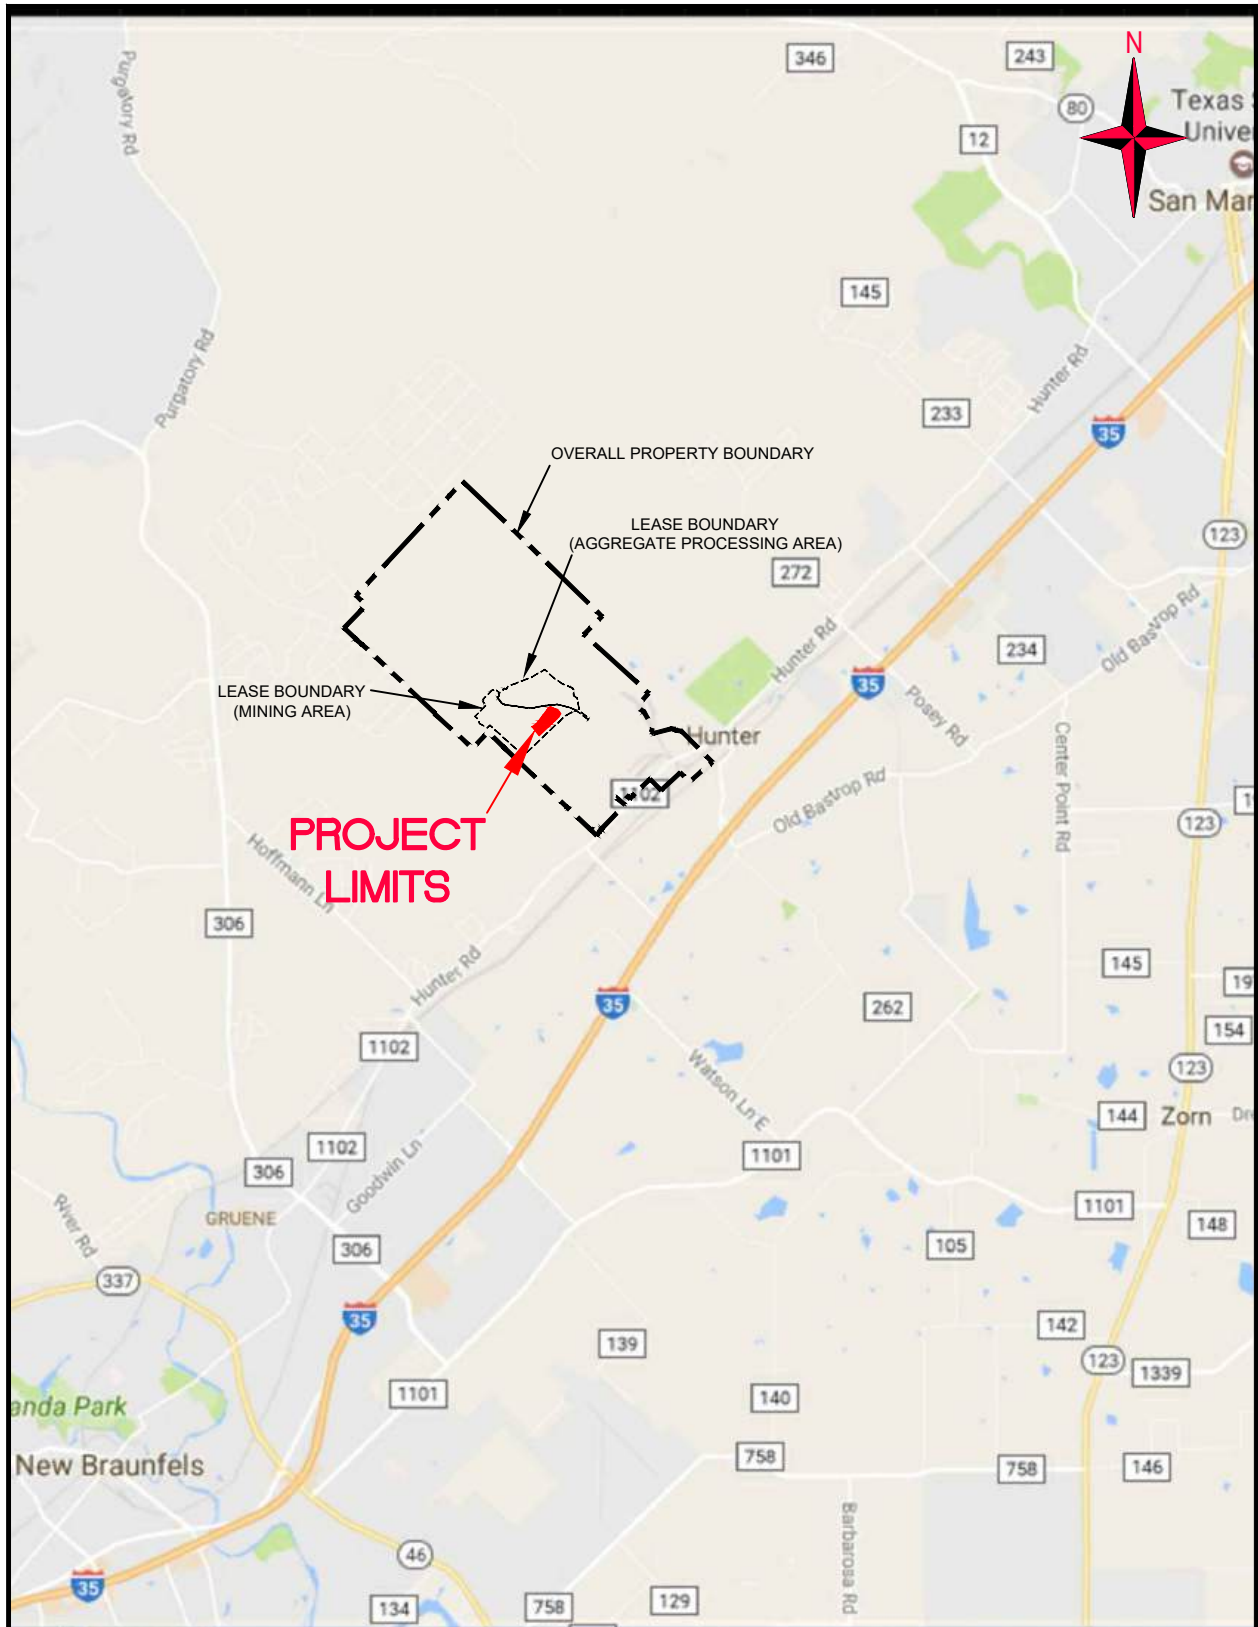 N
346
243
80
Texas
Unive
12
San Mar
Purgatory Rd
145
Purgatory Rd
Hunter Rd
233
35
OVERALL PROPERTY BOUNDARY
LEASE BOUNDARY
(AGGREGATE PROCESSING AREA)
123
272
Hunter Rd
234
Old Bastrop Rd
35
LEASE BOUNDARY
(MINING AREA)
Posey Rd
Hunter
Center Point Rd
1102
Old Bastrop Rd
123
PROJECT
LIMITS
Hoffmann Ln
306
Hunter Rd
145
19
35
262
154
1102
Watson Ln E
123
144
Zorn
1102
306
Goodwin Ln
1101
River Rd
GRUENE
1101
148
306
105
337
35
139
142
123
1339
1101
140
anda Park
New Braunfels
758
758
146
Barbarosa Rd
46
35
134
758
129